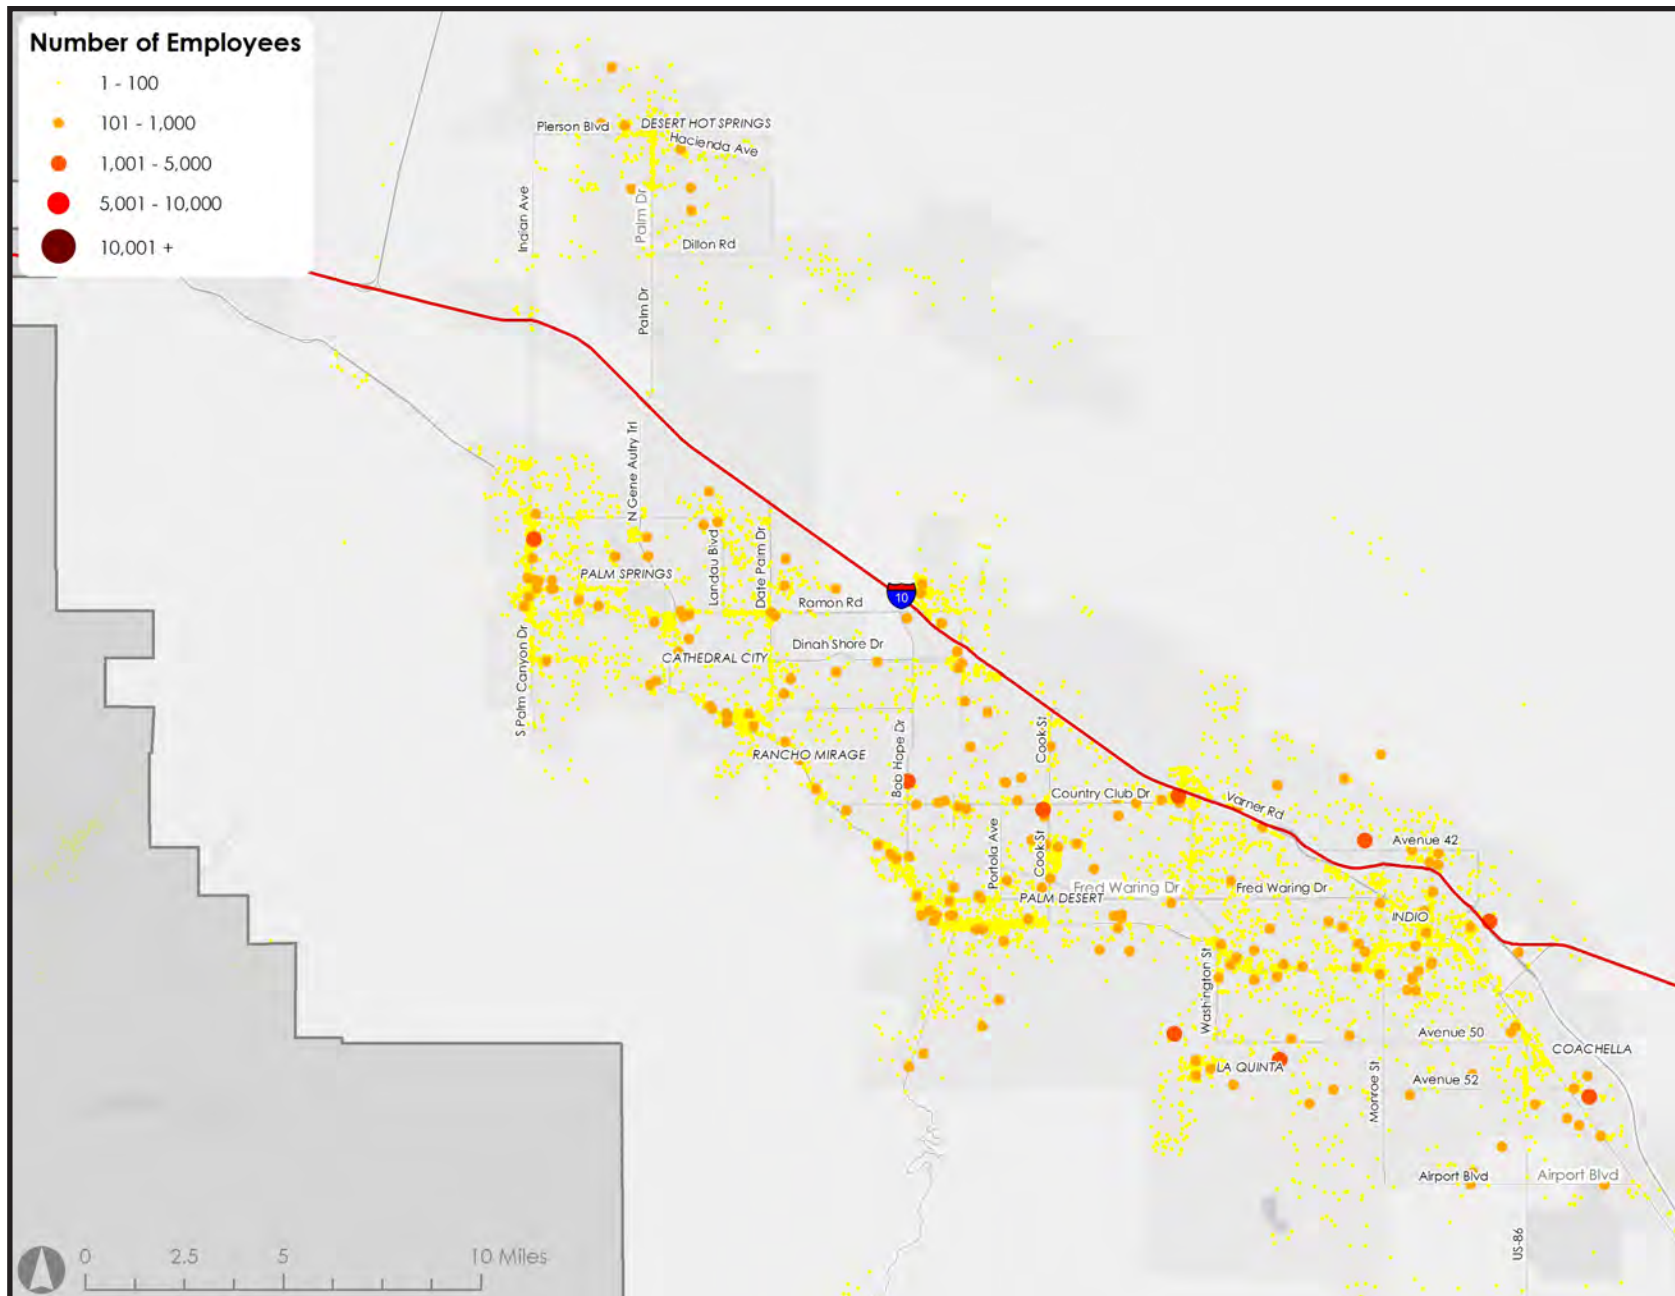 Number of Employees
1 - 100
101 - 1,000
1,001 - 5,000
5,001 - 10,000
10,001 +
Pierson Blvd
DESERT HOT SPRINGS
Hacienda Ave
Indian Ave
Palm Dr
Dillon Rd
Palm Dr
N Gene Autry Trl
PALM SPRINGS
Landau Blvd
Date Palm Dr
Ramon Rd
10
Dinah Shore Dr
CATHEDRAL CITY
S Palm Canyon Dr
RANCHO MIRAGE
Bob Hope Dr
Cook St
Country Club Dr
Varner Rd
Portola Ave
Cook St
Avenue 42
Fred Waring Dr
Fred Waring Dr
PALM DESERT
INDIO
Washington St
Avenue 50
COACHELLA
LA QUINTA
Avenue 52
Monroe St
Airport Blvd
Airport Blvd
US-86
0
2.5
5
10 Miles